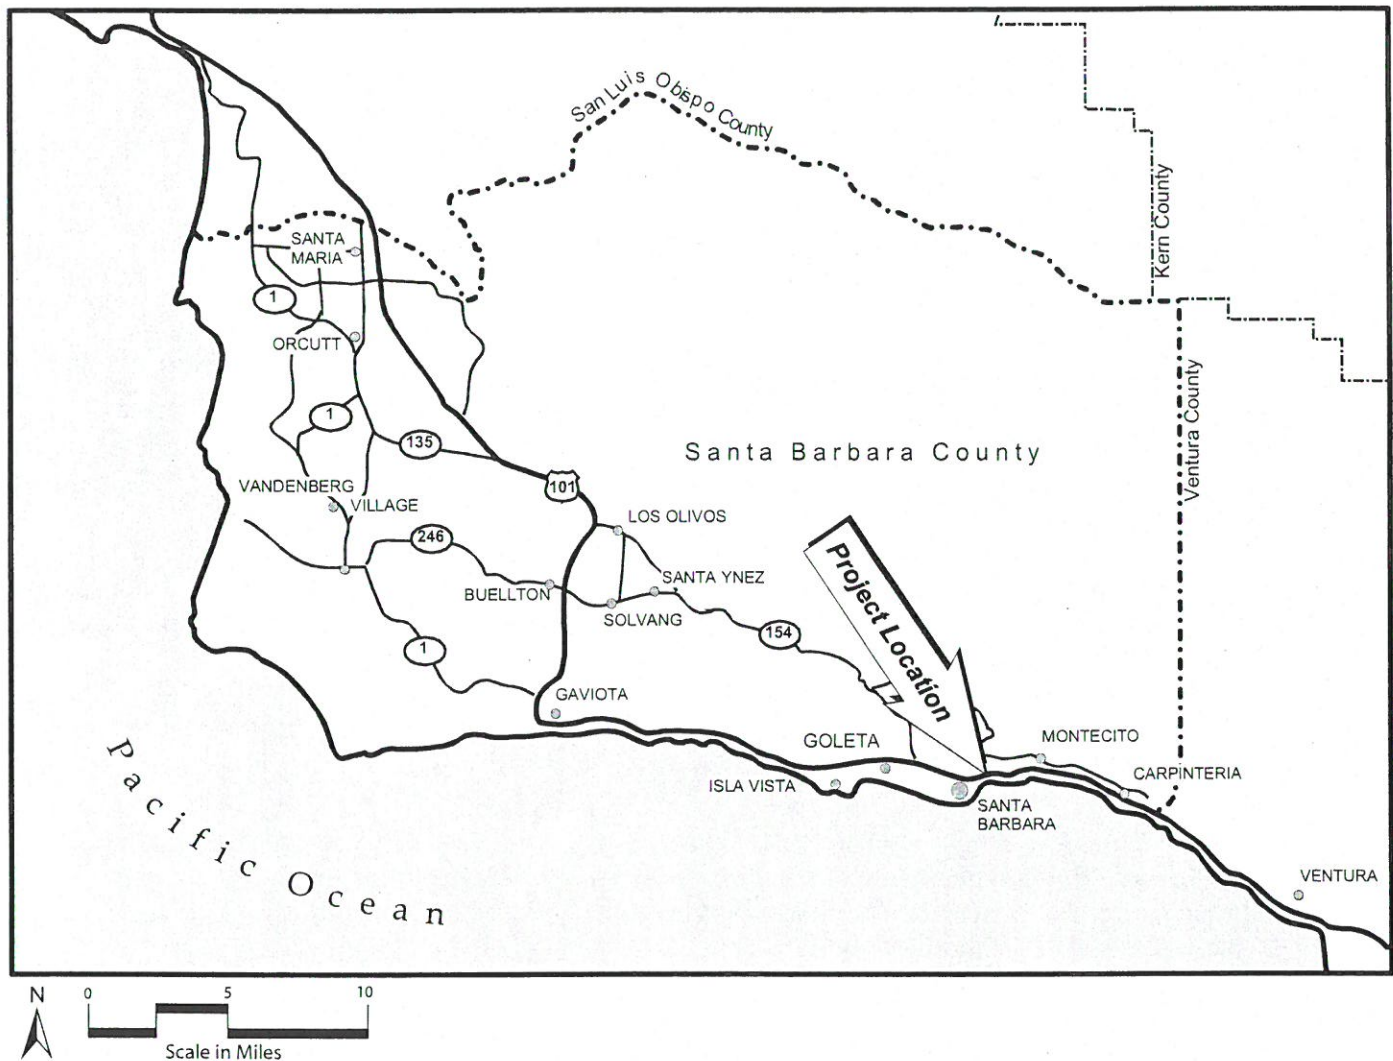 San Luis Obispo County
Kern County
SANTA
MARIA
1
ORCUTT
Ventura County
1
135
Santa Barbara County
101
VANDENBERG
VILLAGE
LOS OLIVOS
246
SANTA YNEZ
BUELLTON
SOLVANG
154
Project Location
1
GAVIOTA
GOLETA
MONTECITO
CARPINTERIA
ISLA VISTA
SANTA
BARBARA
Pacific Ocean
VENTURA
N
0 5 10
Scale in Miles